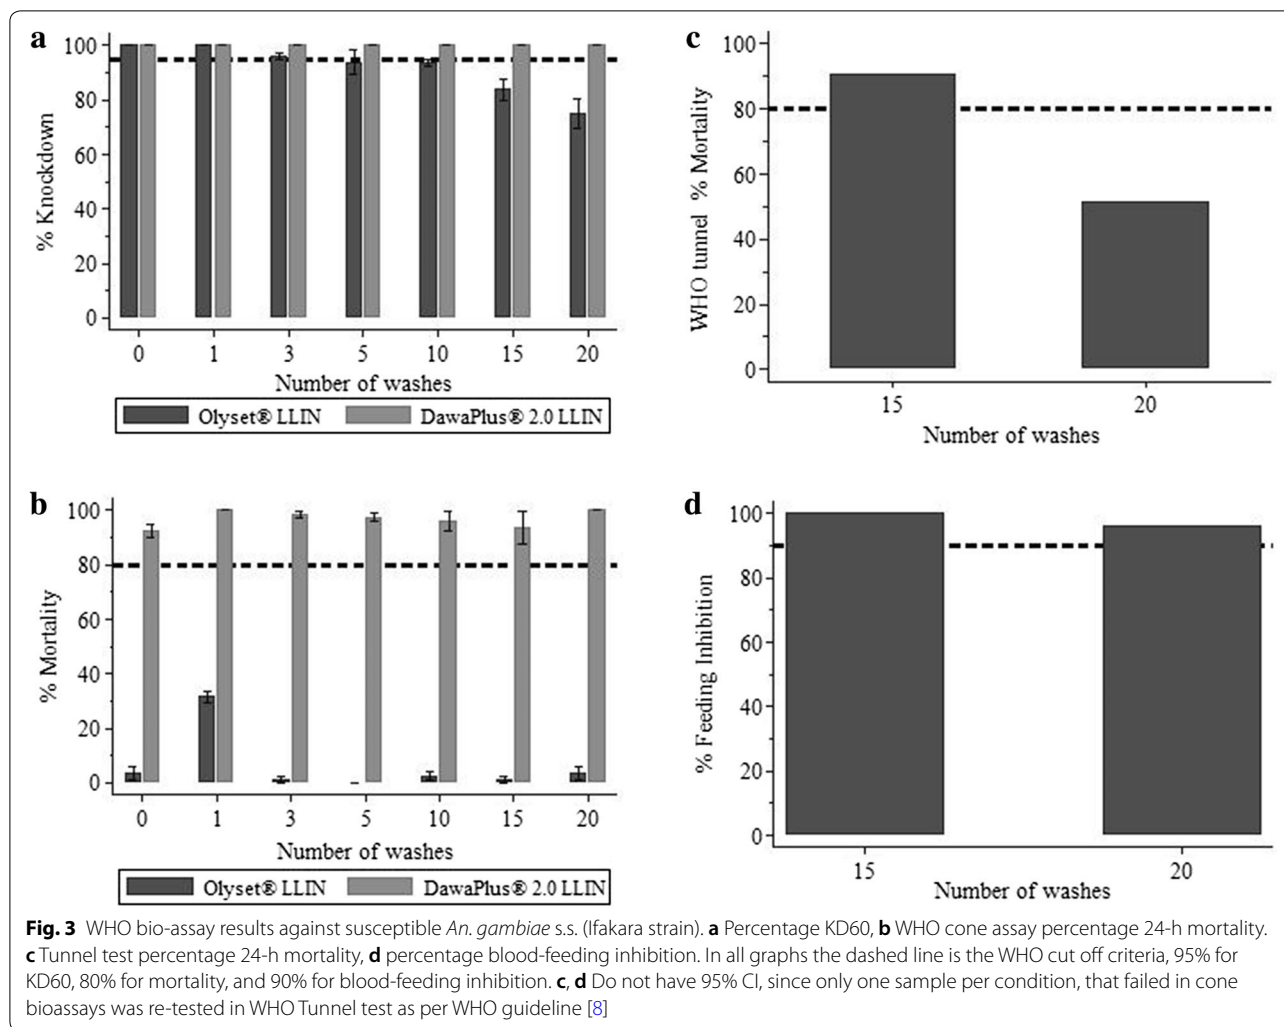 a
100
80
60
40
20
0
% Knockdown
0 1 3 5 10 15 20
Number of washes
Olyset® LLIN DawaPlus® 2.0 LLIN
b
100
80
60
40
20
0
% Mortality
0 1 3 5 10 15 20
Number of washes
Olyset® LLIN DawaPlus® 2.0 LLIN
c
100
80
60
40
20
0
WHO tunnel % Mortality
15 20
Number of washes
d
100
80
60
40
20
0
% Feeding Inhibition
15 20
Number of washes
Fig. 3 WHO bio-assay results against susceptible An. gambiae s.s. (Ifakara strain). a Percentage KD60, b WHO cone assay percentage 24-h mortality.
c Tunnel test percentage 24-h mortality, d percentage blood-feeding inhibition. In all graphs the dashed line is the WHO cut off criteria, 95% for
KD60, 80% for mortality, and 90% for blood-feeding inhibition. c, d Do not have 95% CI, since only one sample per condition, that failed in cone
bioassays was re-tested in WHO Tunnel test as per WHO guideline [8]